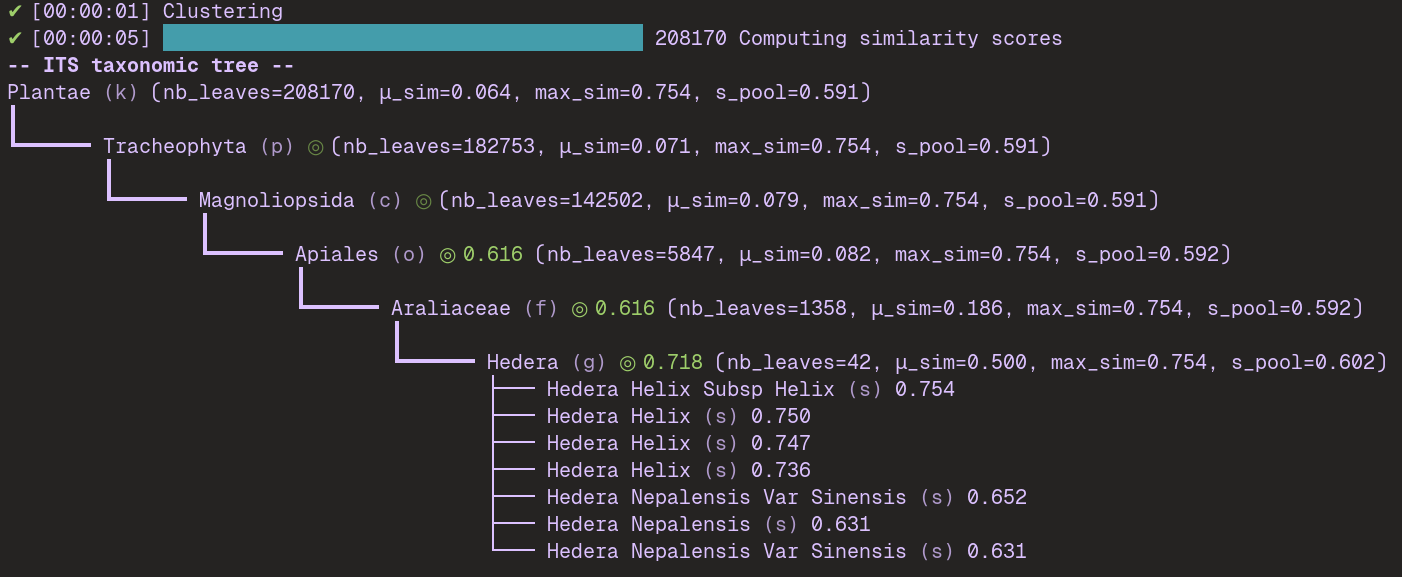 ✔ [00:00:01] Clustering
✔ [00:00:05] 208170 Computing similarity scores
-- ITS taxonomic tree --
Plantae (k) (nb_leaves=208170, μ_sim=0.064, max_sim=0.754, s_pool=0.591)
Tracheophyta (p) ◎ (nb_leaves=182753, μ_sim=0.071, max_sim=0.754, s_pool=0.591)
Magnoliopsida (c) ◎ (nb_leaves=142502, μ_sim=0.079, max_sim=0.754, s_pool=0.591)
Apiales (o) ◎ 0.616 (nb_leaves=5847, μ_sim=0.082, max_sim=0.754, s_pool=0.592)
Araliaceae (f) ◎ 0.616 (nb_leaves=1358, μ_sim=0.186, max_sim=0.754, s_pool=0.592)
Hedera (g) ◎ 0.718 (nb_leaves=42, μ_sim=0.500, max_sim=0.754, s_pool=0.602)
Hedera Helix Subsp Helix (s) 0.754
Hedera Helix (s) 0.750
Hedera Helix (s) 0.747
Hedera Helix (s) 0.736
Hedera Nepalensis Var Sinensis (s) 0.652
Hedera Nepalensis (s) 0.631
Hedera Nepalensis Var Sinensis (s) 0.631